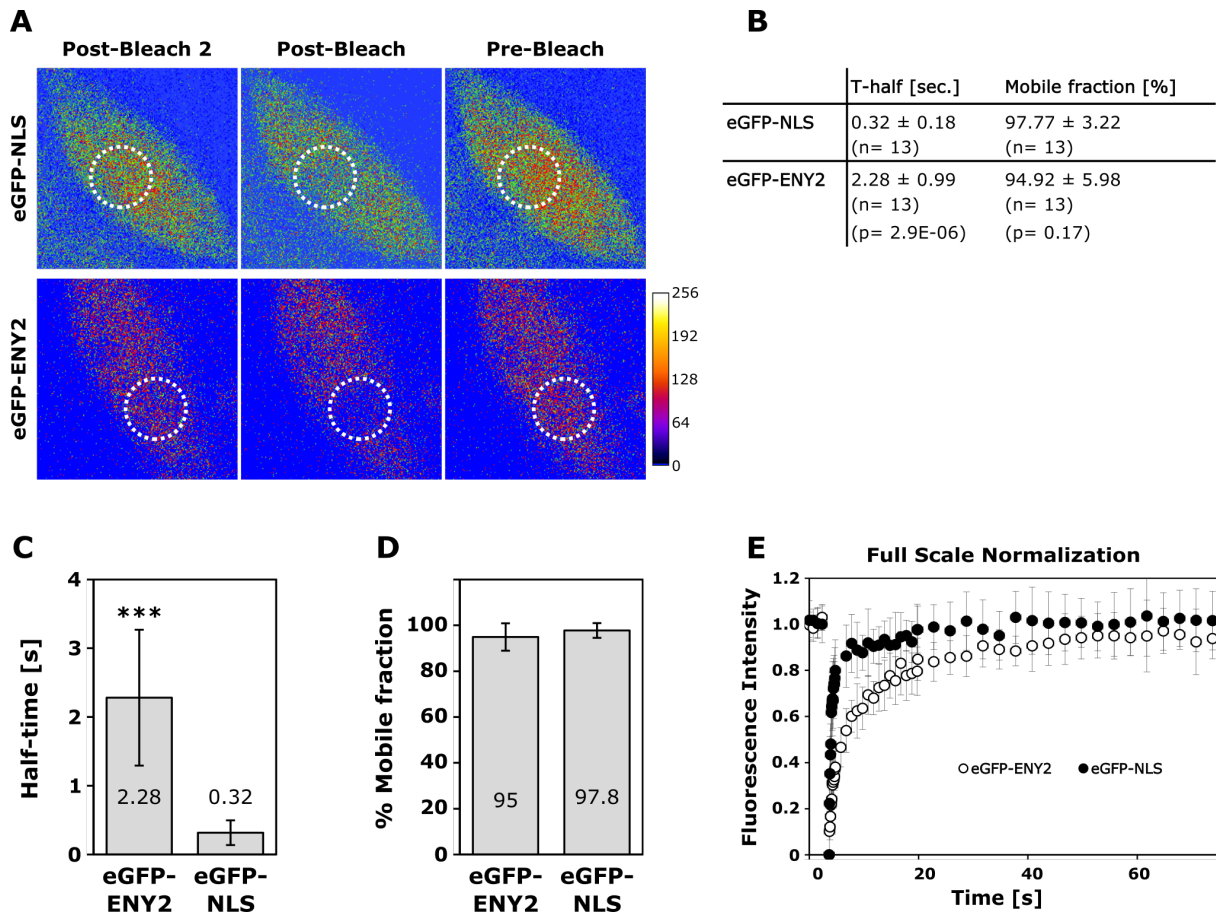 A
Post-Bleach 2 Post-Bleach Pre-Bleach
eGFP-NLS
eGFP-ENY2
256
192
128
64
0
B
T-half [sec.] Mobile fraction [%]
eGFP-NLS 0.32 ± 0.18 97.77 ± 3.22
(n= 13) (n= 13)
eGFP-ENY2 2.28 ± 0.99 94.92 ± 5.98
(n= 13) (n= 13)
(p= 2.9E-06) (p= 0.17)
C
Half-time [s]
4
3
2
1
0
***
2.28
0.32
eGFP-ENY2
eGFP-NLS
D
% Mobile fraction
100
80
60
40
20
0
95
97.8
eGFP-ENY2
eGFP-NLS
E
Full Scale Normalization
Fluorescence Intensity
1.2
1
0.8
0.6
0.4
0.2
0
eGFP-ENY2 eGFP-NLS
0 20 40 60
Time [s]